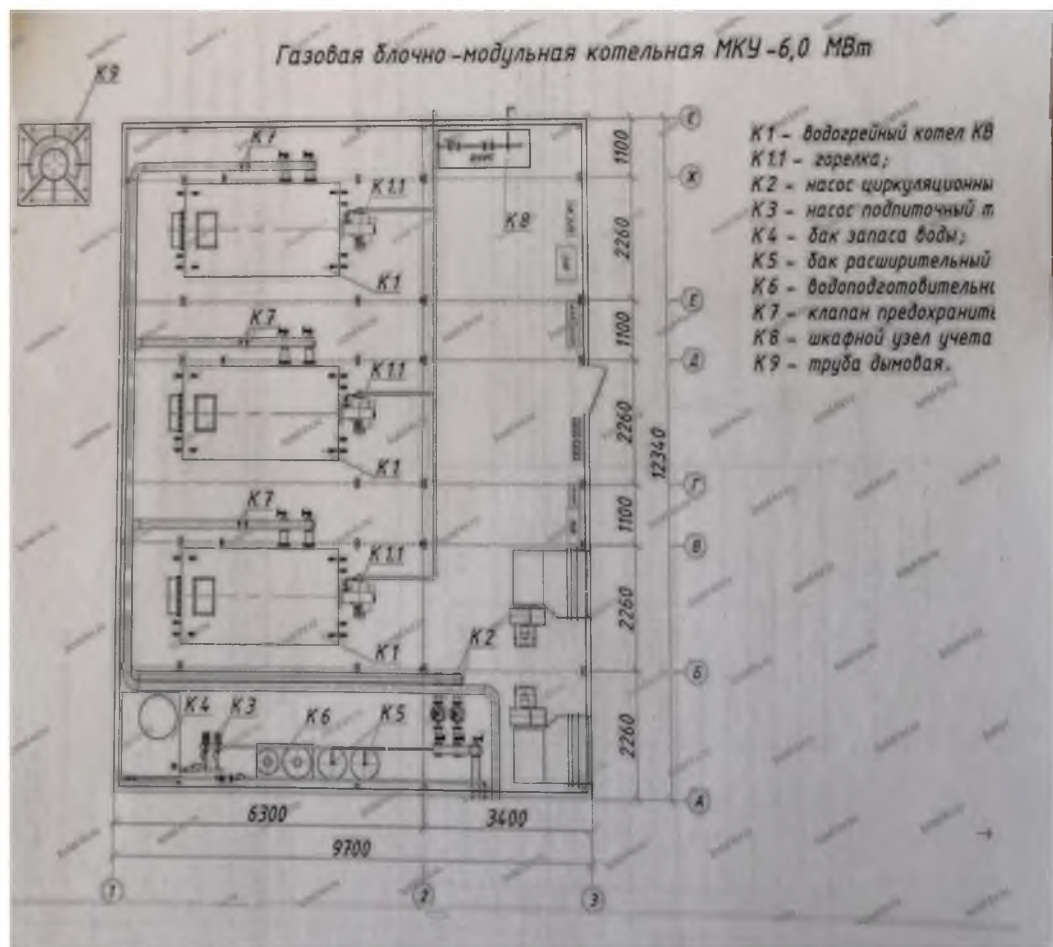 Газовая блочно-модульная котельная МКУ-6,0 МВт
К9
К1 - водогрейный котел КВ
К1.1 - горелка;
К2 - насос циркуляционны
К3 - насос подпиточный т
К4 - бак запаса воды;
К5 - бак расширительный
К6 - водоподготовительн
К7 - клапан предохраните
К8 - шкафной узел учета
К9 - труба дымовая.
К7
К1.1
К8
К1
К7
К1.1
К1
К7
К1.1
К1
К2
К4
К3
К6
К5
1100
2260
1100
2260
1100
2260
2260
12340
Ж
Е
Д
Г
В
Б
А
6300
3400
9700
1
2
3